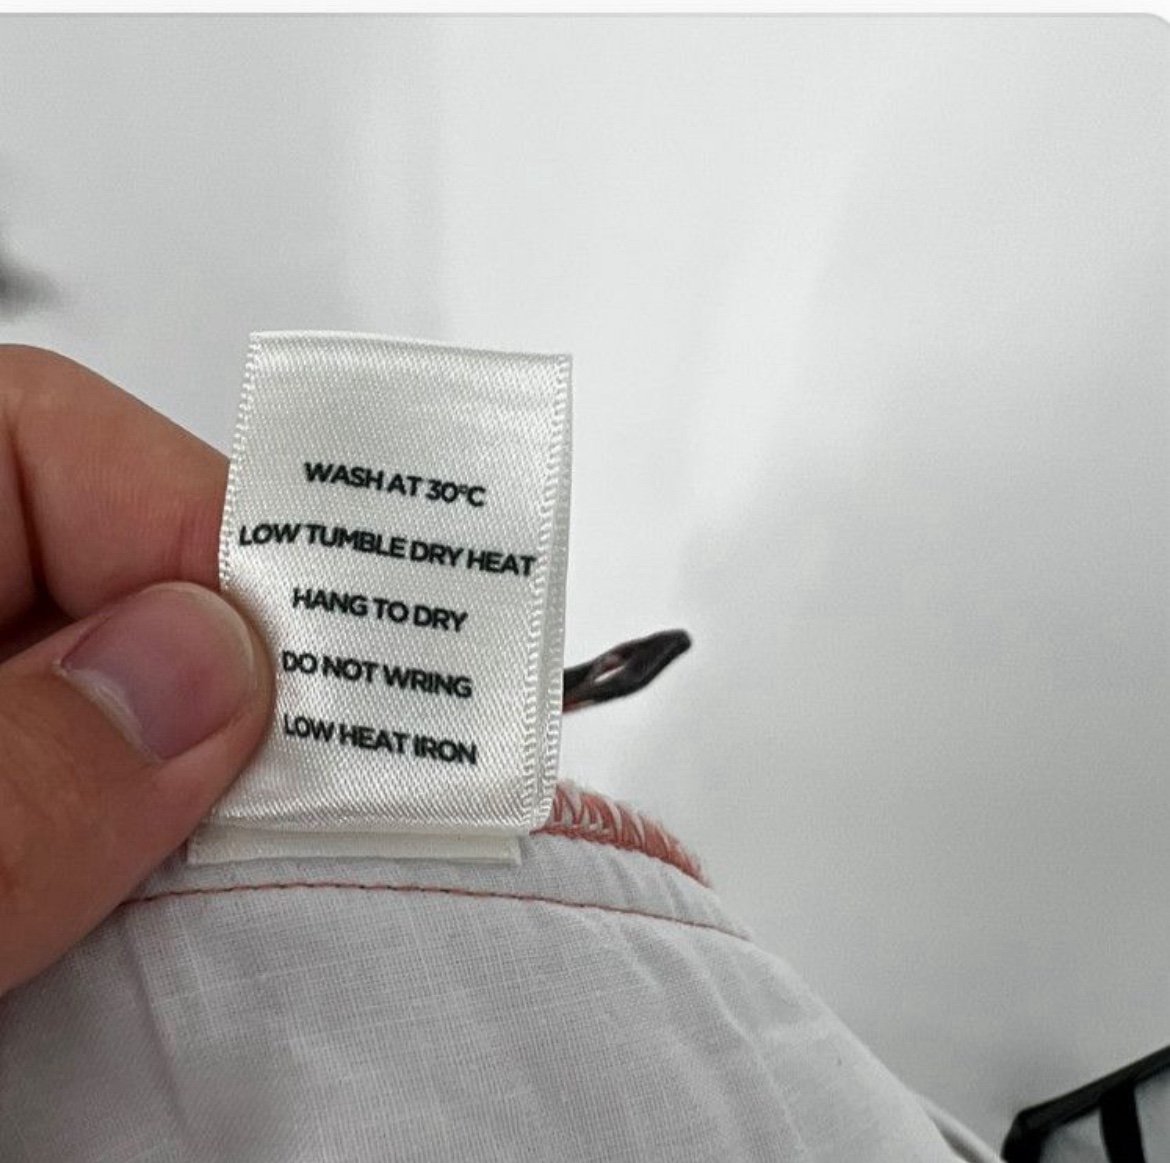 WASH AT 30°C
LOW TUMBLE DRY HEAT
HANG TO DRY
DO NOT WRING
LOW HEAT IRON